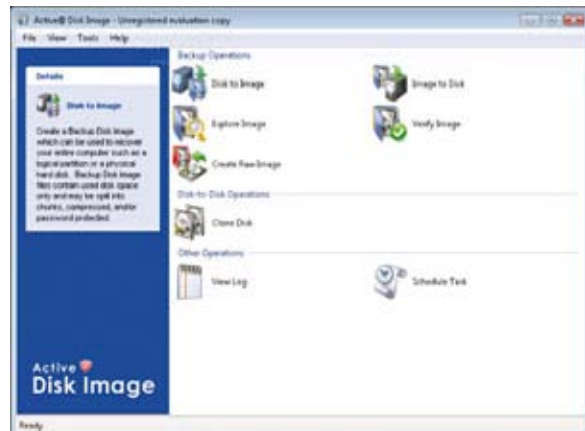 Active@ Disk Image - Unregistered evaluation copy
File View Tools Help
Details
Disk to Image
Create a Backup Disk Image
which can be used to recover
your entire computer such as a
logical partition or a physical
hard disk. Backup Disk Image
files contain used disk space
only and may be split into
chunks, compressed, and/or
password protected.
Active
Disk Image
Backup Operations
Disk to Image
Image to Disk
Explore Image
Verify Image
Create Raw Image
Disk-to-Disk Operations
Clone Disk
Other Operations
View Log
Schedule Task
Ready